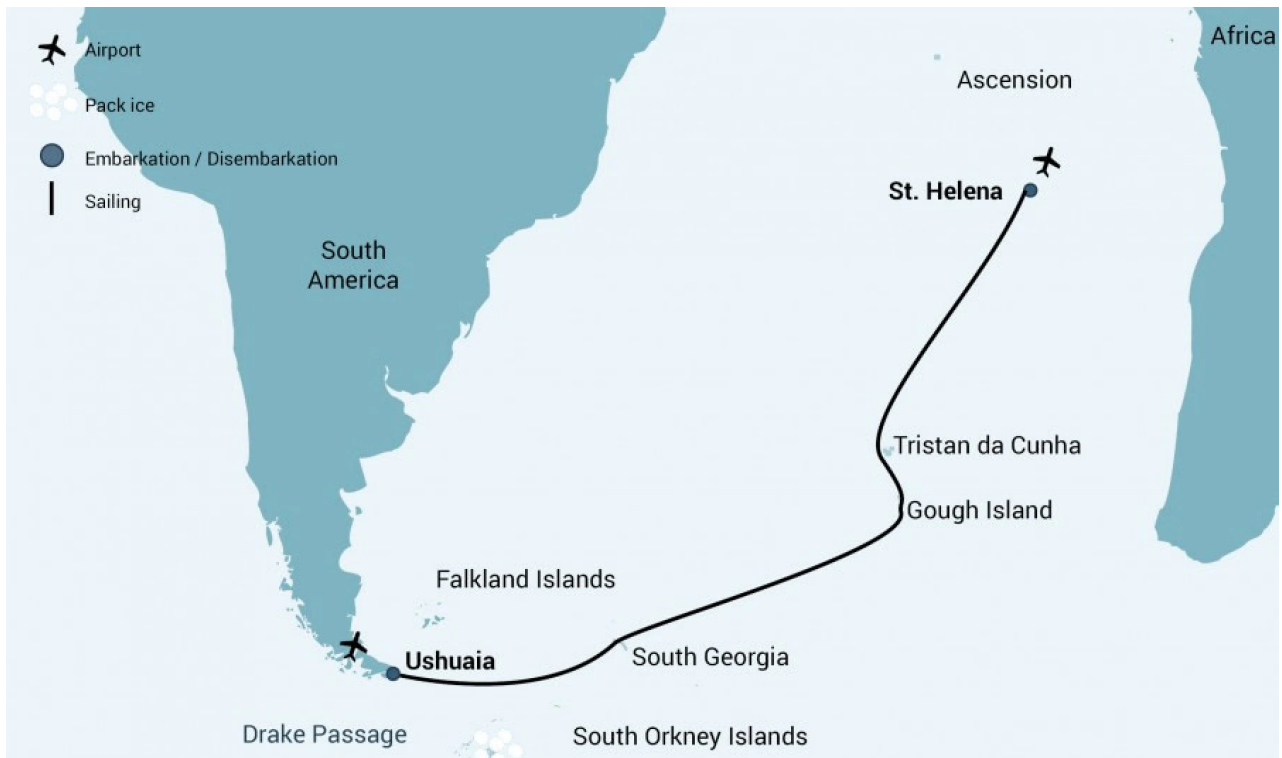 Airport
Pack ice
Embarkation / Disembarkation
Sailing
Africa
Ascension
St. Helena
South
America
Tristan da Cunha
Gough Island
Falkland Islands
Ushuaia
South Georgia
Drake Passage
South Orkney Islands